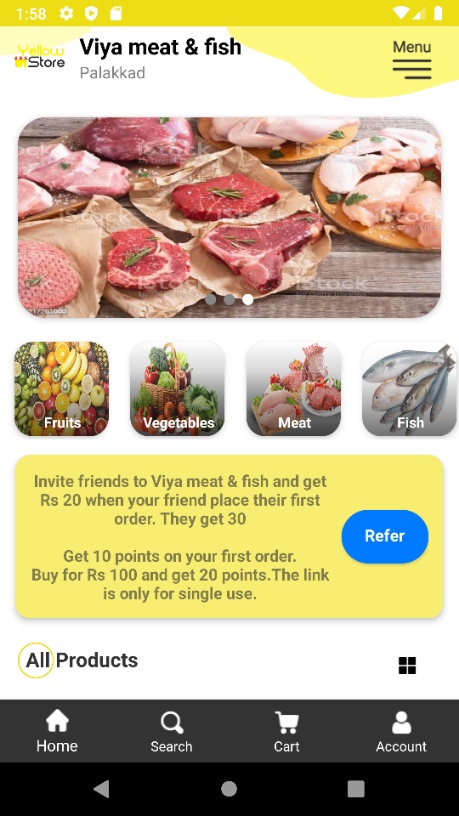 1:58
Yellow
Store
Viya meat & fish
Palakkad
Menu
iStock
iStock
iStock
iStock
Fruits
Vegetables
Meat
Fish
Invite friends to Viya meat & fish and get
Rs 20 when your friend place their first
order. They get 30
Get 10 points on your first order.
Buy for Rs 100 and get 20 points.The link
is only for single use.
Refer
All Products
Home
Search
Cart
Account